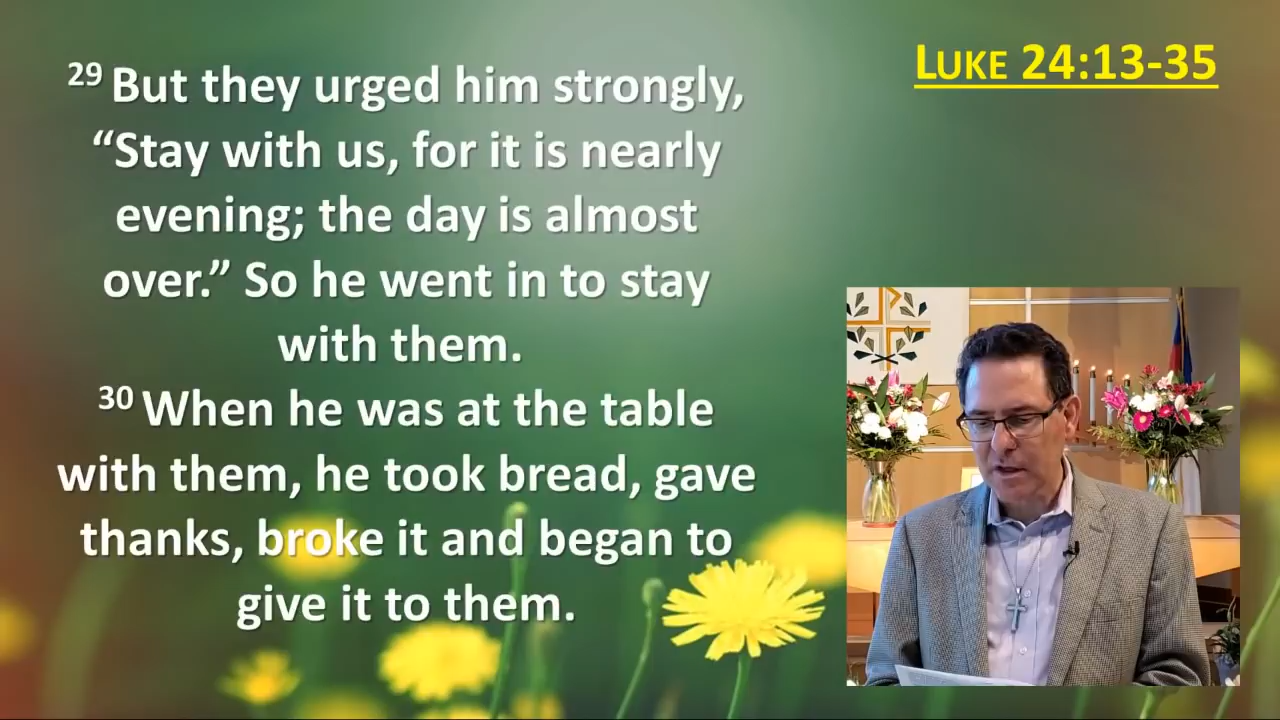 LUKE 24:13-35
29 But they urged him strongly,
“Stay with us, for it is nearly
evening; the day is almost
over.” So he went in to stay
with them.
30 When he was at the table
with them, he took bread, gave
thanks, broke it and began to
give it to them.